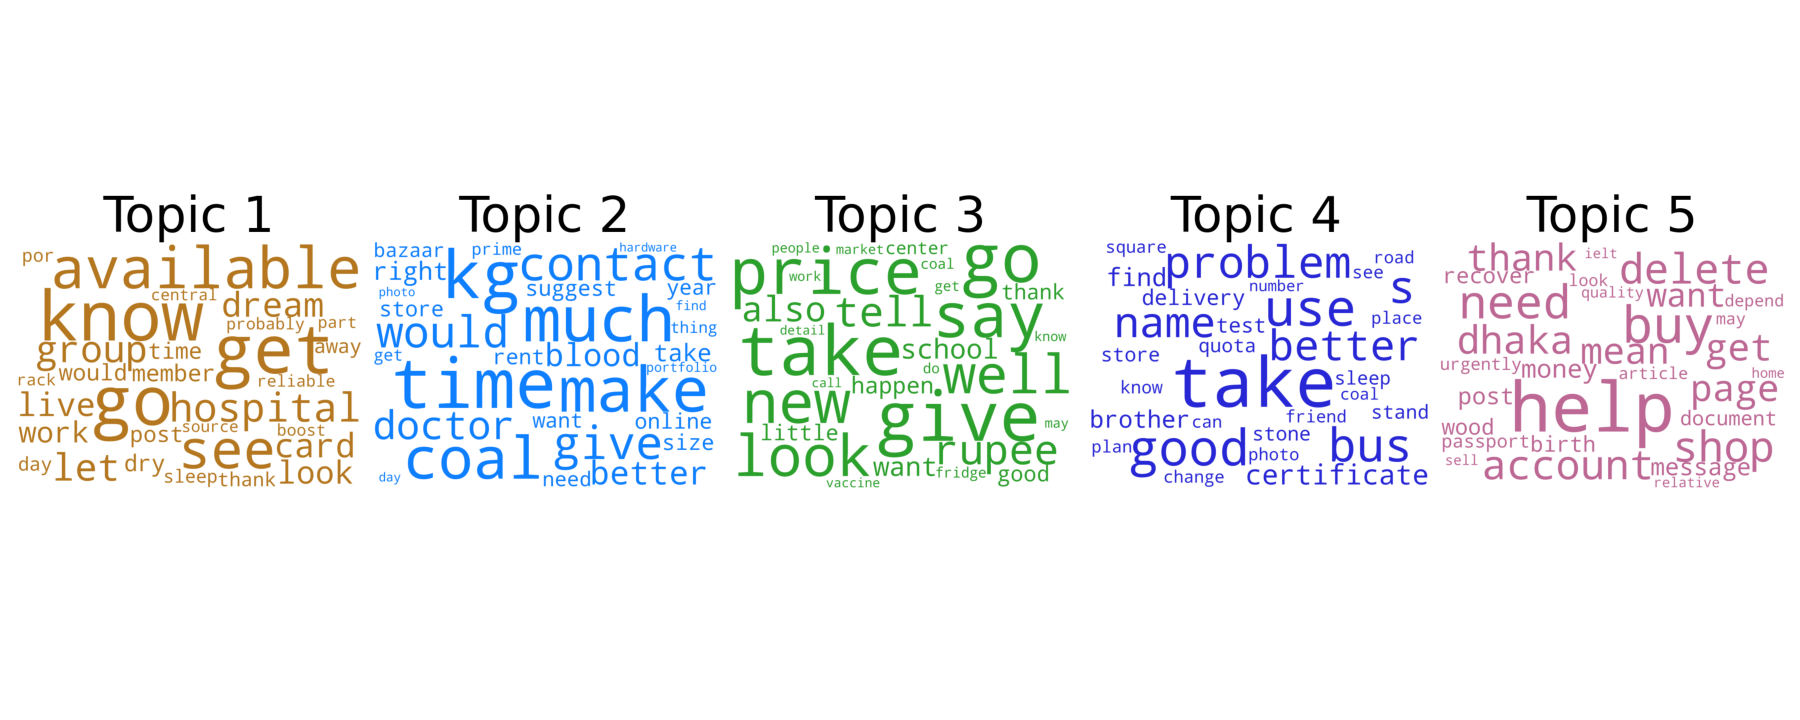 Topic 1
por
available
central
know
dream
probably
part
group
time
get
away
rack
would
member
reliable
live
go
hospital
work
post
source
boost
see
card
day
let
dry
sleep
thank
look
Topic 2
bazaar
prime
hardware
right
kg
contact
photo
suggest
year
store
find
would
much
thing
get
rent
blood
take
portfolio
time
make
doctor
want
online
coal
give
size
day
need
better
Topic 3
people
market
center
price
go
coal
work
get
thank
also
tell
say
detail
know
take
school
do
well
call
happen
new
give
may
little
look
want
rupee
fridge
good
vaccine
Topic 4
square
problem
road
see
find
s
number
delivery
use
name
test
place
quota
better
store
take
sleep
know
coal
brother
can
friend
stand
plan
good
stone
bus
photo
change
certificate
Topic 5
thank
ielt
delete
recover
look
quality
want
depend
need
buy
may
dhaka
mean
get
urgently
money
article
home
post
help
page
document
wood
passport
birth
shop
sell
account
message
relative